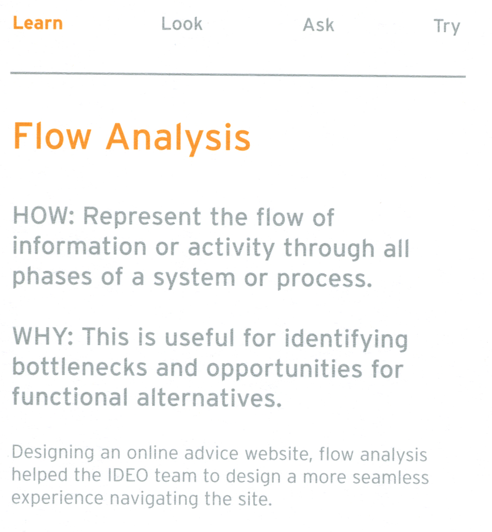 Learn Look Ask Try
Flow Analysis
HOW: Represent the flow of
information or activity through all
phases of a system or process.
WHY: This is useful for identifying
bottlenecks and opportunities for
functional alternatives.
Designing an online advice website, flow analysis
helped the IDEO team to design a more seamless
experience navigating the site.